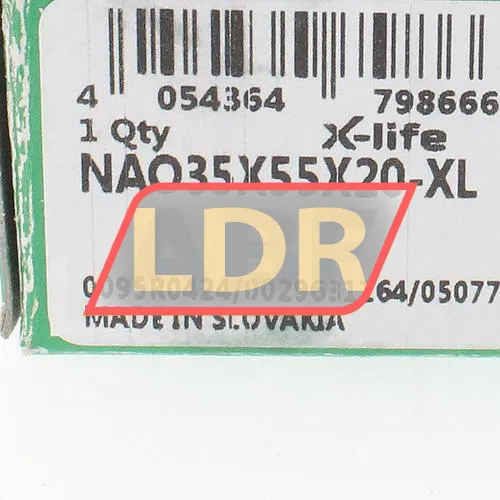 4 054364 798666
1 Qty X-life
NAO35X55X20-XL
LDR
MADE IN SLOVAKIA